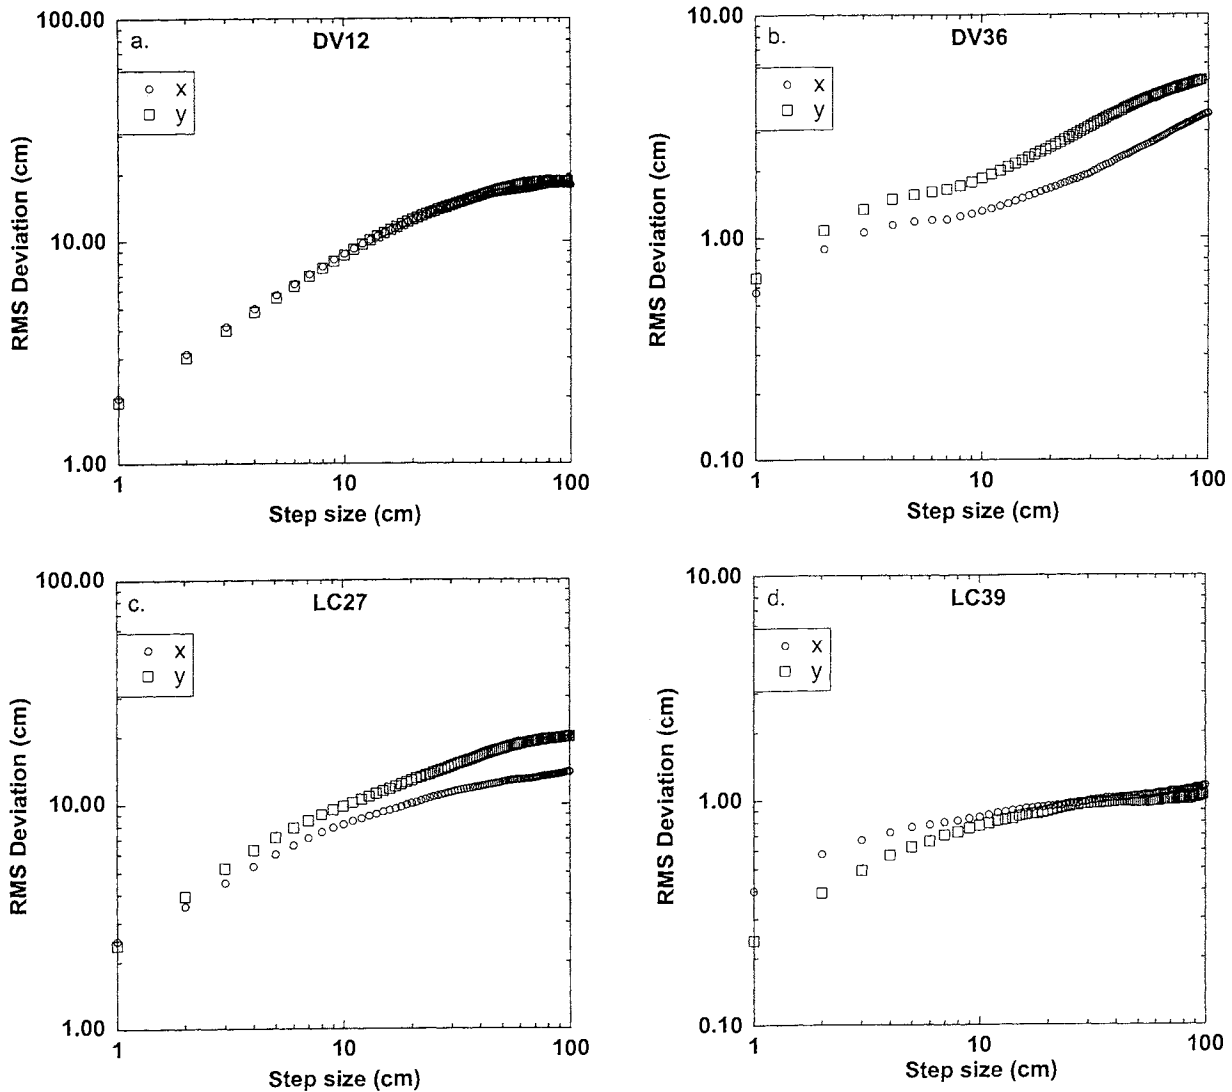 a.
DV12
x
y
100.00
10.00
1.00
RMS Deviation (cm)
1
10
100
Step size (cm)
b.
DV36
x
y
10.00
1.00
0.10
RMS Deviation (cm)
1
10
100
Step size (cm)
c.
LC27
x
y
100.00
10.00
1.00
RMS Deviation (cm)
1
10
100
Step size (cm)
d.
LC39
x
y
10.00
1.00
0.10
RMS Deviation (cm)
1
10
100
Step size (cm)